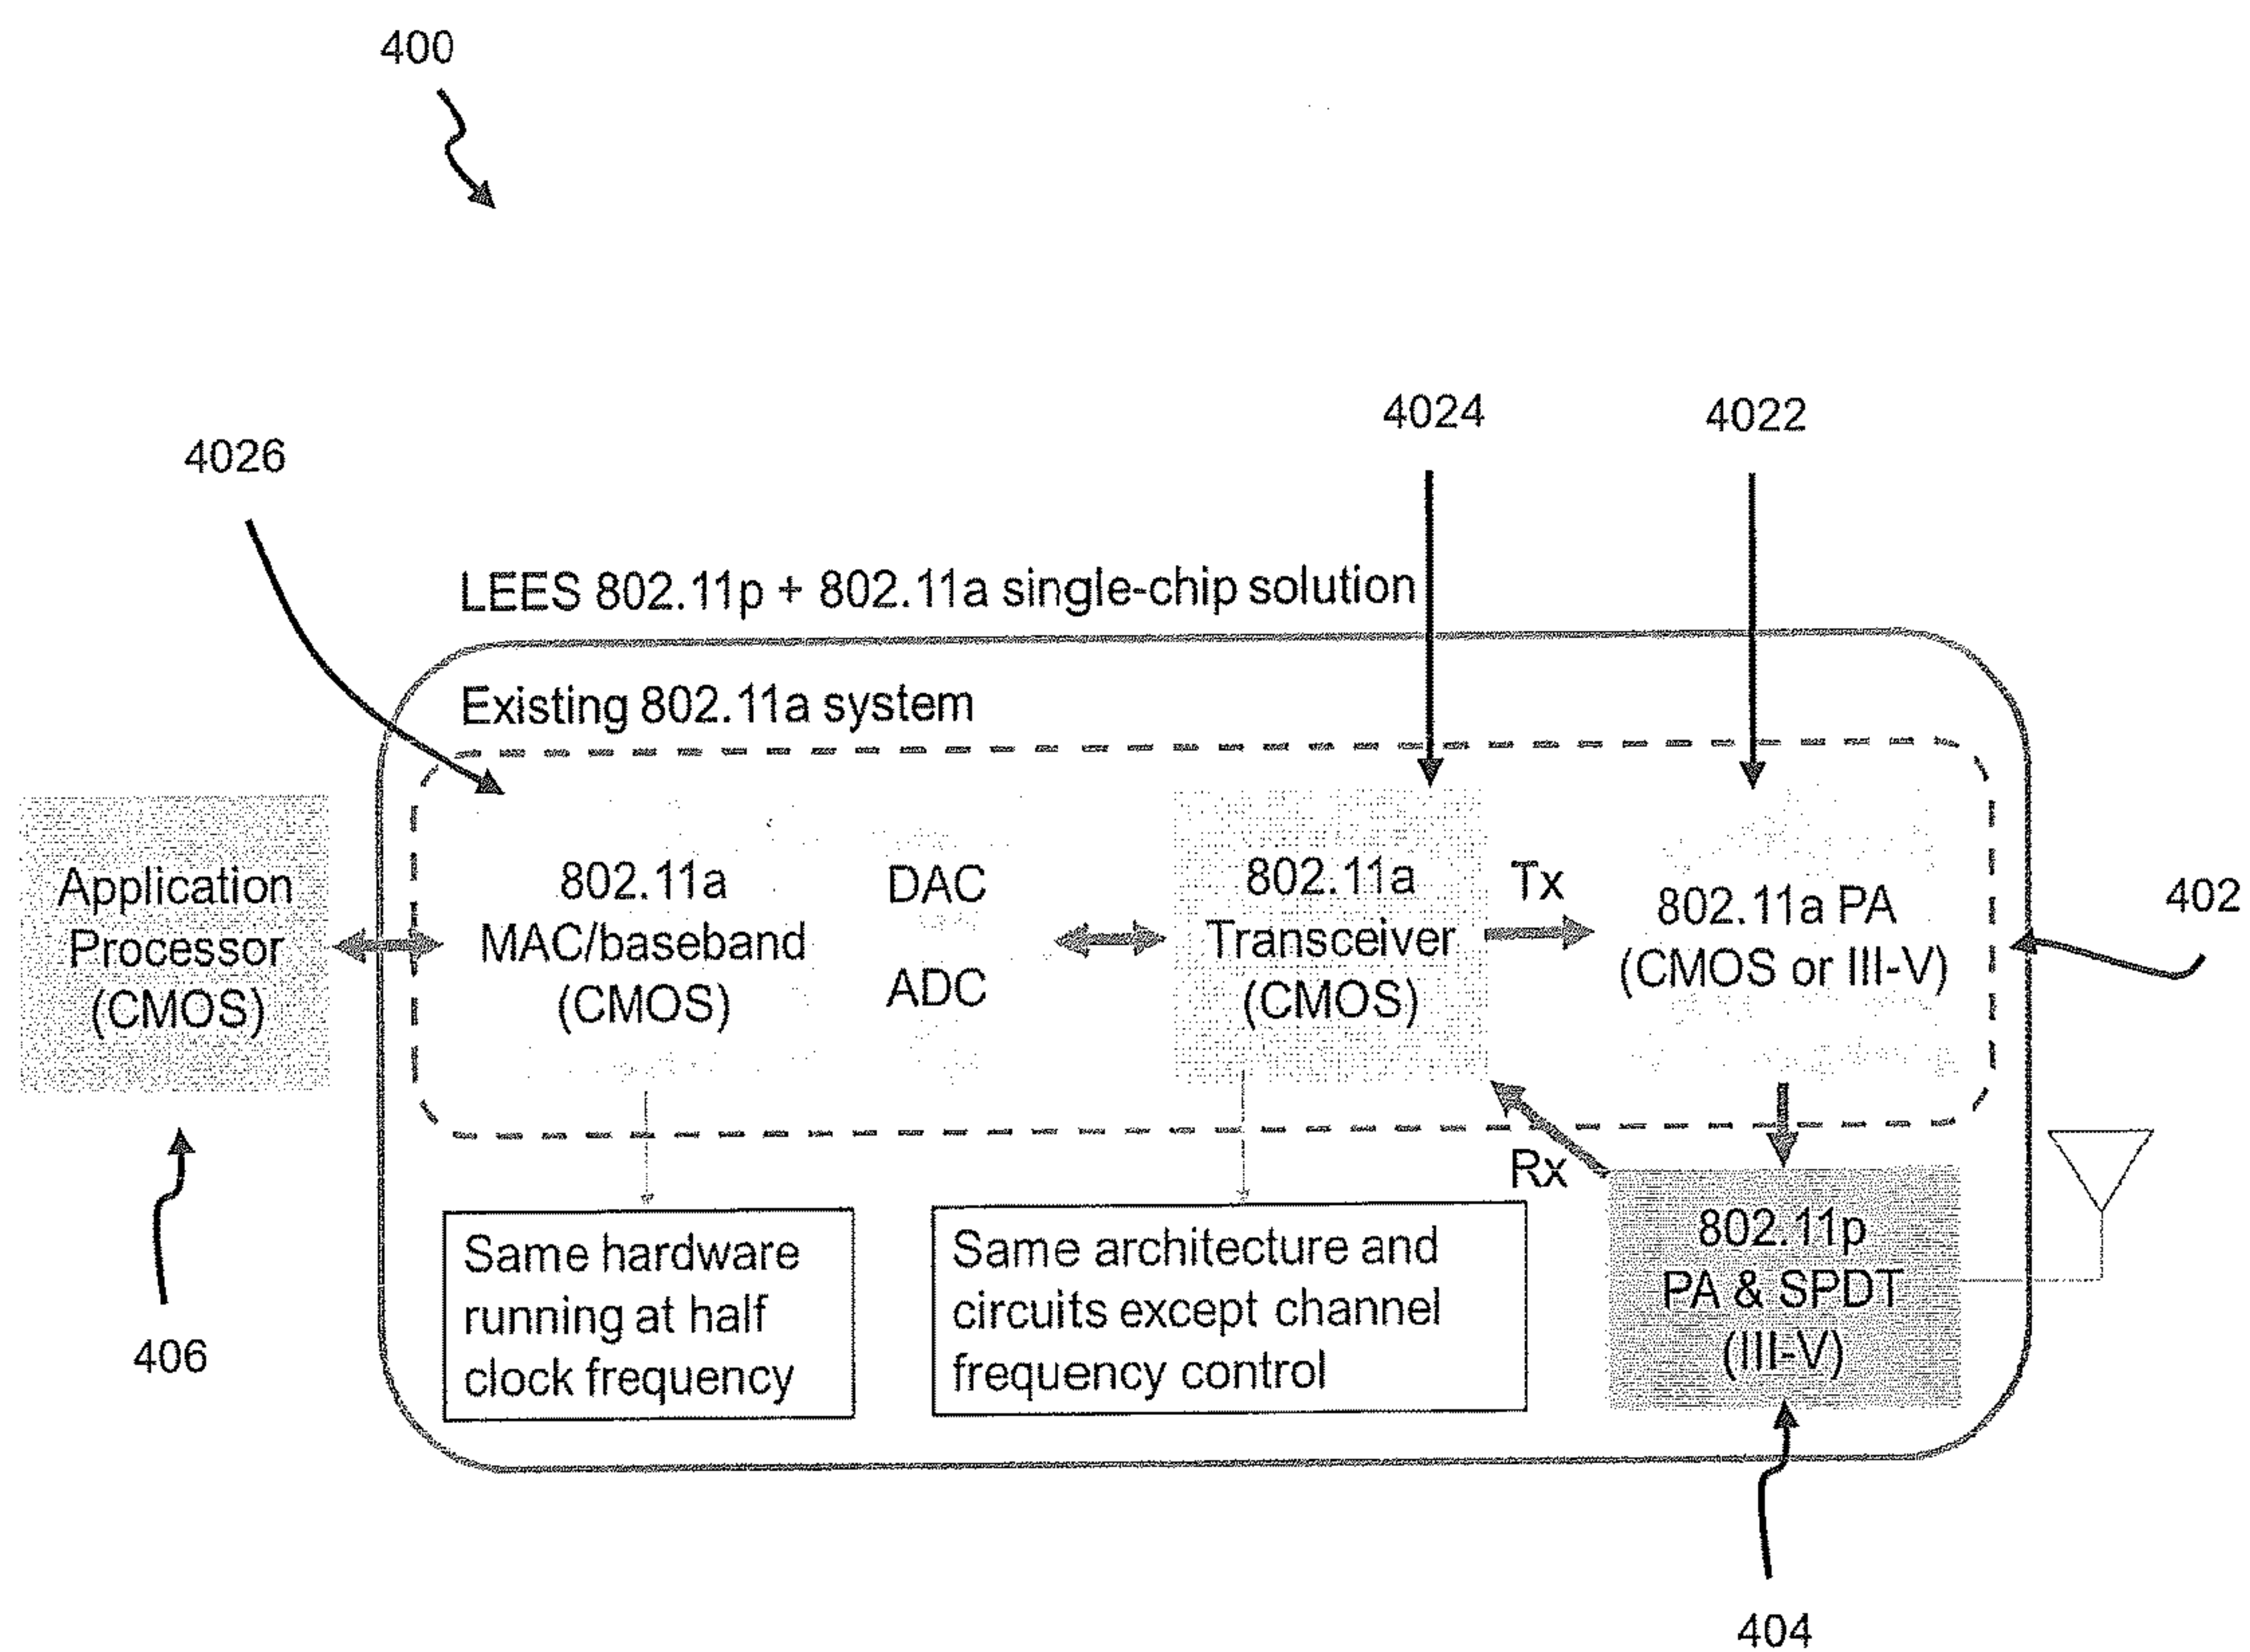 400
4024
4022
4026
LEES 802.11p + 802.11a single-chip solution
Existing 802.11a system
Application
Processor
(CMOS)
802.11a
MAC/baseband
(CMOS)
DAC
ADC
802.11a
Transceiver
(CMOS)
Tx
802.11a PA
(CMOS or III-V)
402
Rx
802.11p
PA & SPDT
(III-V)
Same hardware
running at half
clock frequency
Same architecture and
circuits except channel
frequency control
406
404